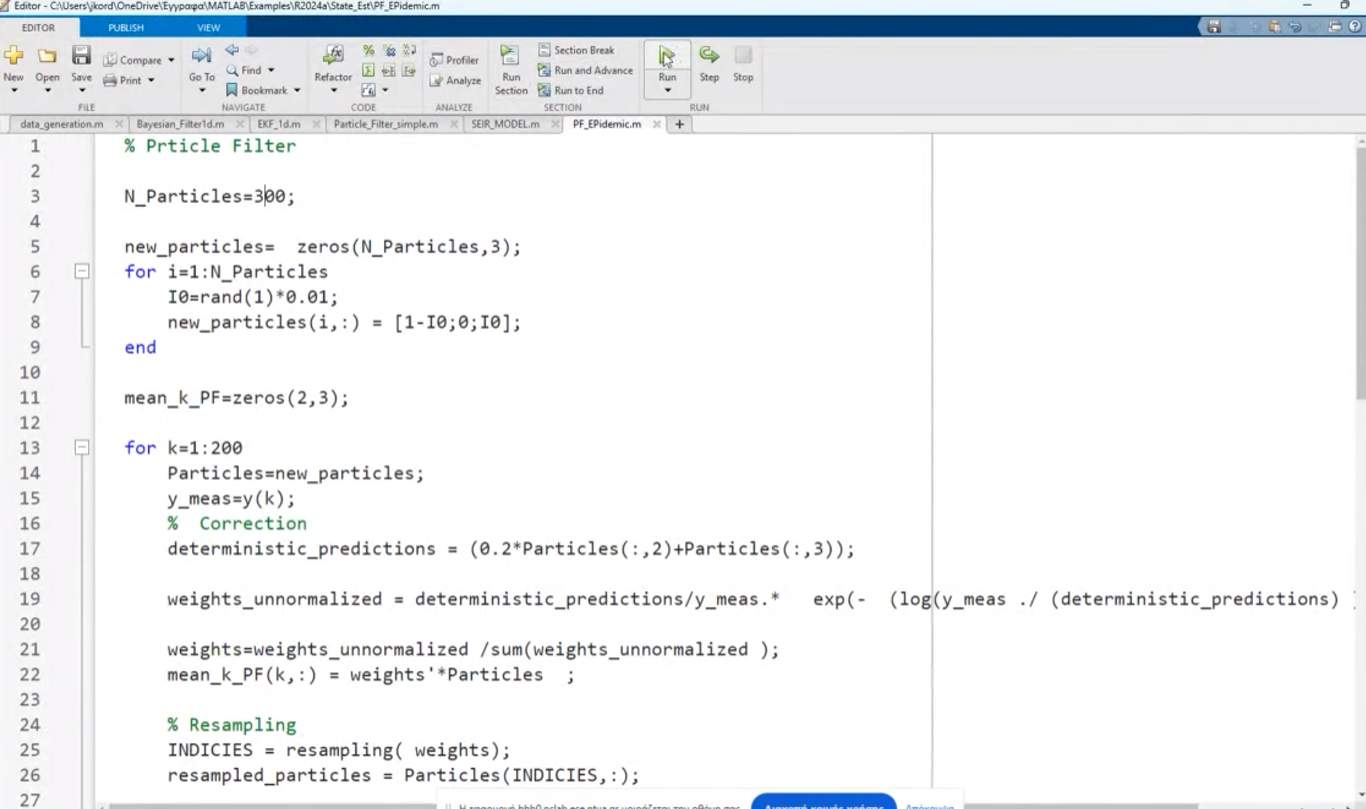 Editor - C:\Users\jkord\OneDrive\Έγγραφα\MATLAB\Examples\R2024a\State_Est\PF_EPidemic.m
EDITOR PUBLISH VIEW
New Open Save Compare Print
FILE
Go To Find Bookmark
NAVIGATE
Refactor
CODE
Profiler Analyze
ANALYZE
Run Section Section Break Run and Advance Run to End
SECTION
Run Step Stop
RUN
data_generation.m Bayesian_Filter1d.m EKF_1d.m Particle_Filter_simple.m SEIR_MODEL.m PF_EPidemic.m
1 % Prticle Filter
2
3 N_Particles=300;
4
5 new_particles= zeros(N_Particles,3);
6 for i=1:N_Particles
7 I0=rand(1)*0.01;
8 new_particles(i,:) = [1-I0;0;I0];
9 end
10
11 mean_k_PF=zeros(2,3);
12
13 for k=1:200
14 Particles=new_particles;
15 y_meas=y(k);
16 % Correction
17 deterministic_predictions = (0.2*Particles(:,2)+Particles(:,3));
18
19 weights_unnormalized = deterministic_predictions/y_meas.* exp(- (log(y_meas ./ (deterministic_predictions)
20
21 weights=weights_unnormalized /sum(weights_unnormalized );
22 mean_k_PF(k,:) = weights'*Particles ;
23
24 % Resampling
25 INDICIES = resampling( weights);
26 resampled_particles = Particles(INDICIES,:);
27